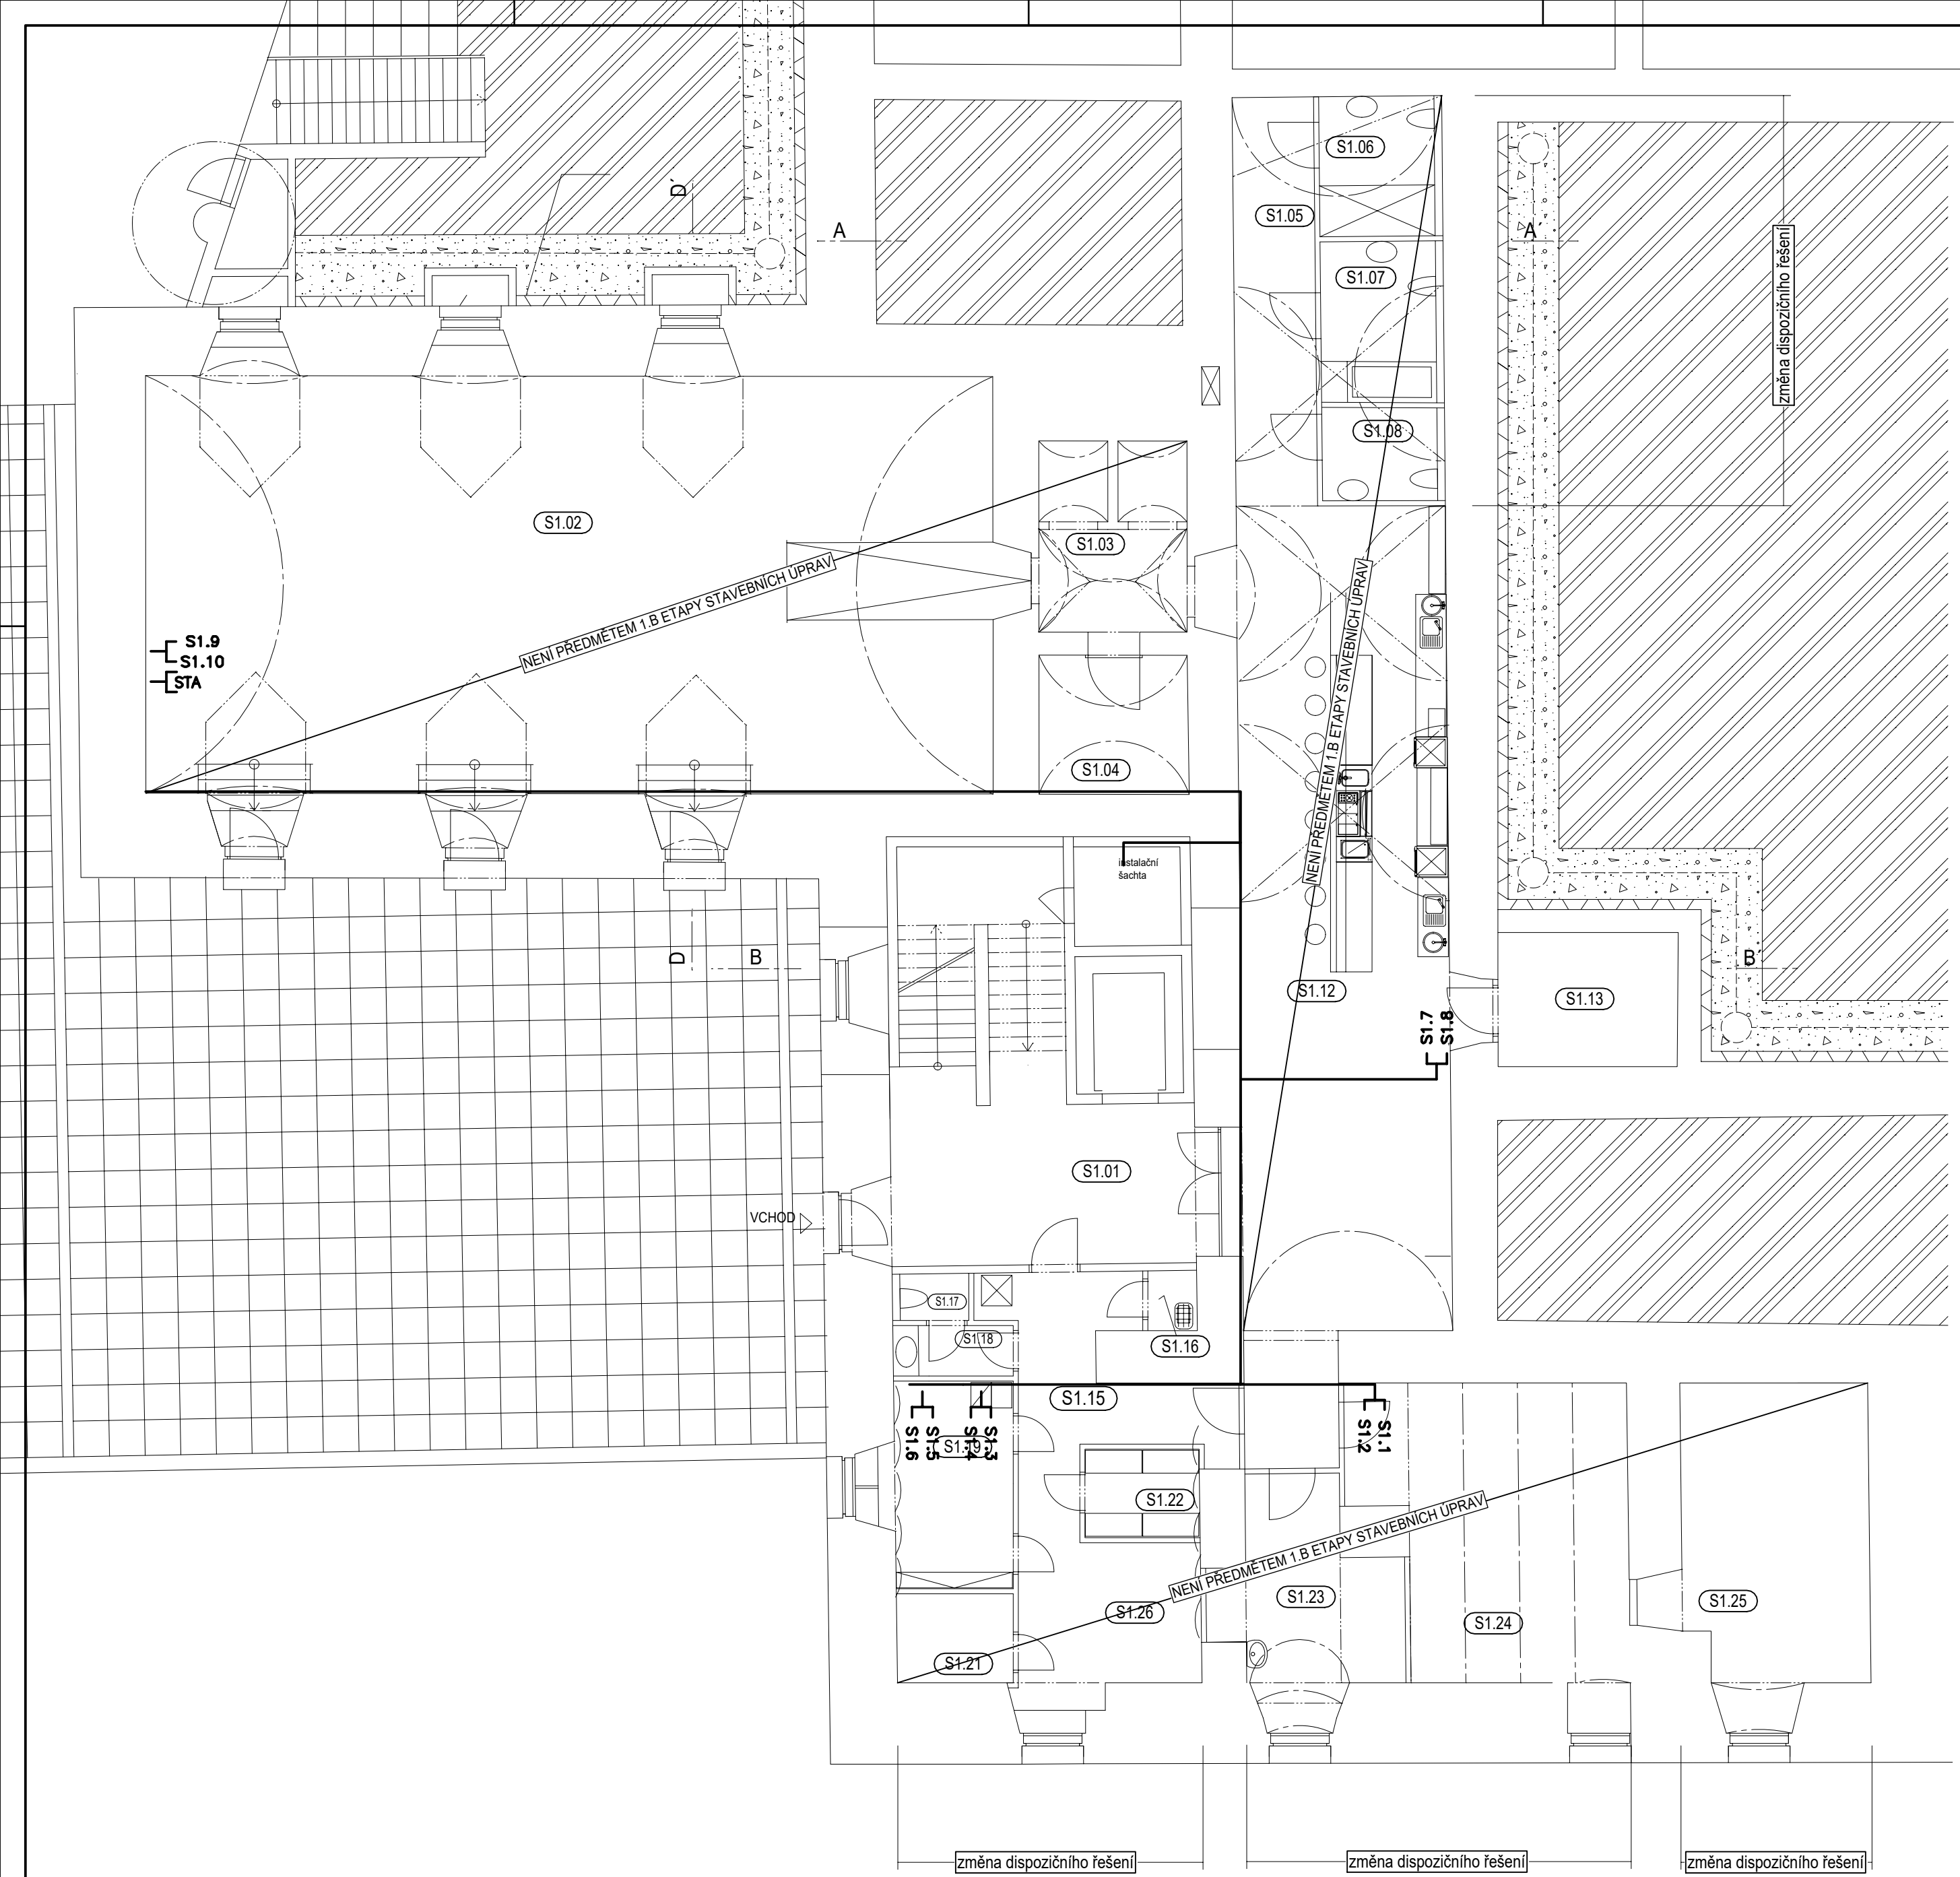 D´
A
A´
S1.06
S1.05
S1.07
změna dispozičního řešení
S1.08
S1.02
S1.03
NENÍ PŘEDMĚTEM 1.B ETAPY STAVEBNÍCH ÚPRAV
NENÍ PŘEDMĚTEM 1.B ETAPY STAVEBNÍCH ÚPRAV
S1.9
S1.10
STA
S1.04
instalační
šachta
D
B
B´
S1.12
S1.13
S1.7
S1.8
S1.01
VCHOD
S1.17
S1.18
S1.16
S1.15
S1.6
S1.5
S1.19
S1.4
S1.3
S1.2
S1.1
S1.22
NENÍ PŘEDMĚTEM 1.B ETAPY STAVEBNÍCH ÚPRAV
S1.23
S1.26
S1.24
S1.25
S1.21
změna dispozičního řešení
změna dispozičního řešení
změna dispozičního řešení